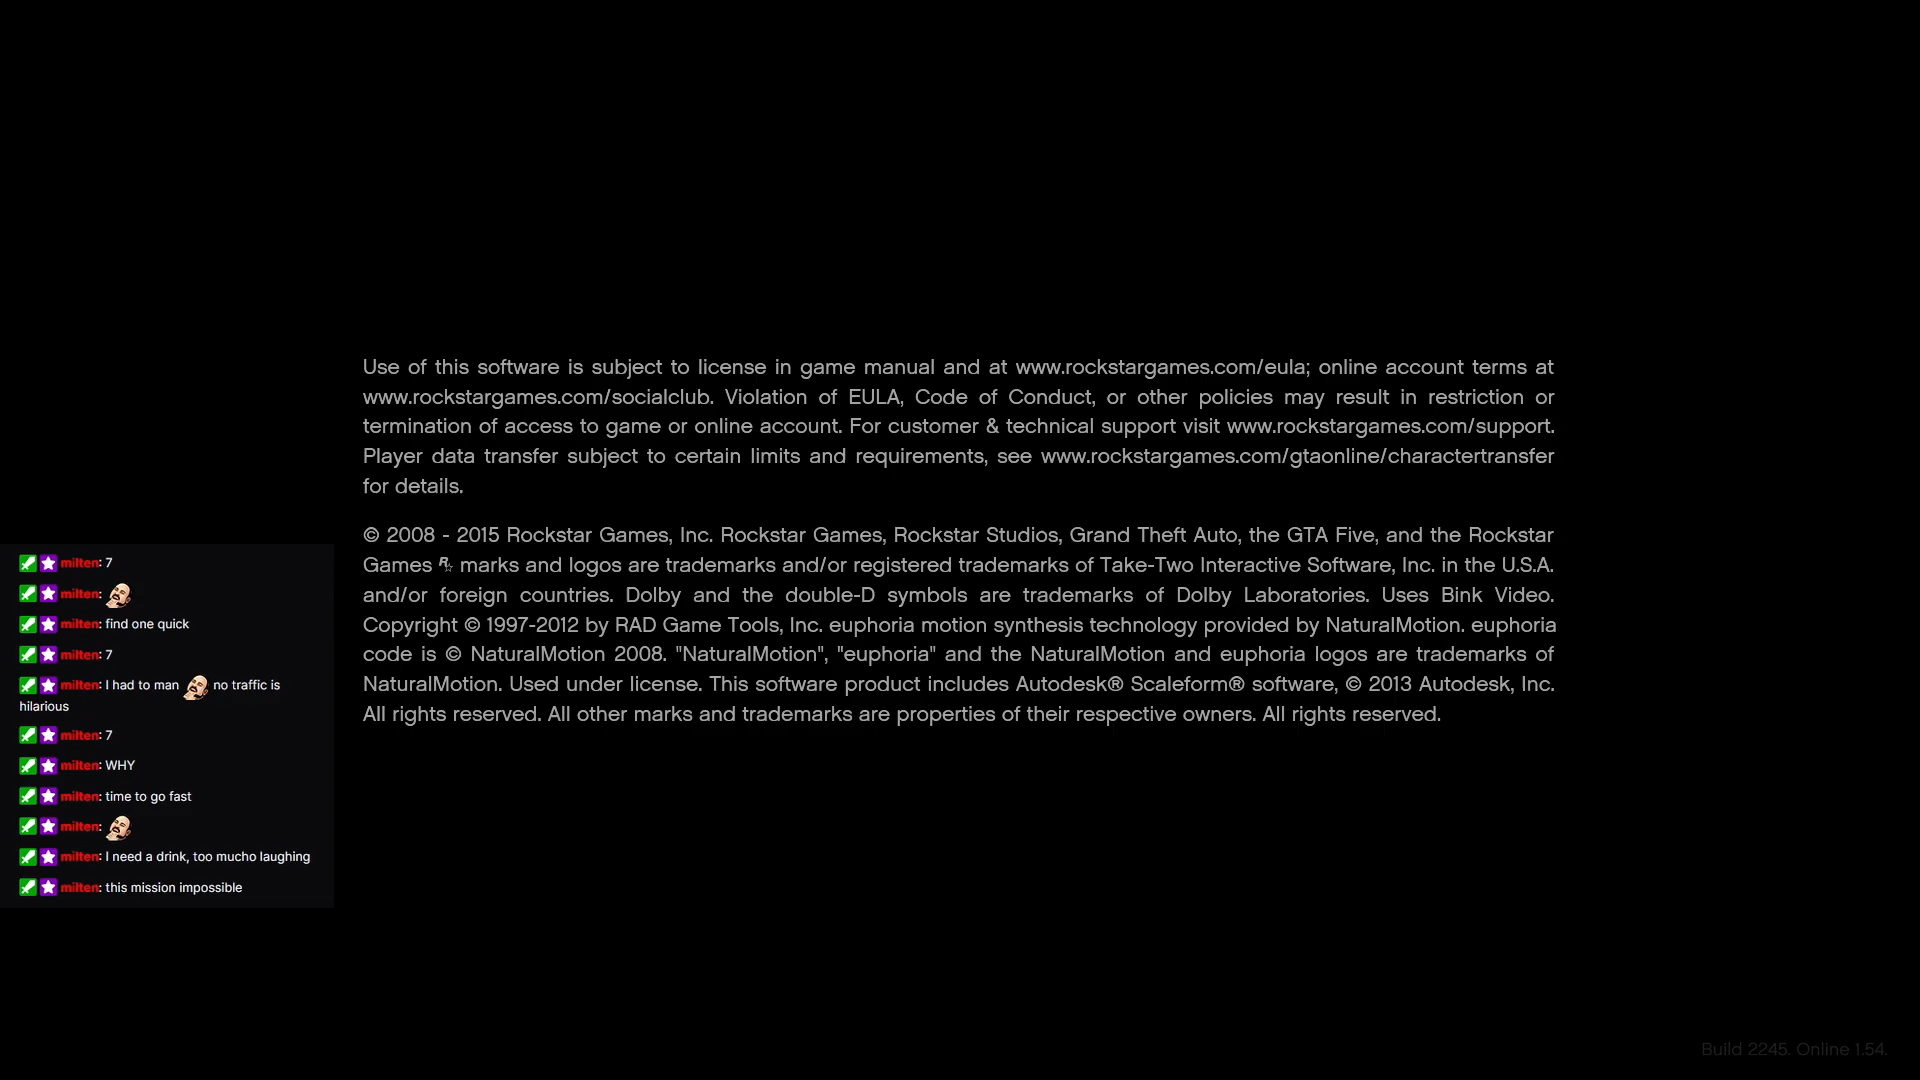 Use of this software is subject to license in game manual and at www.rockstargames.com/eula; online account terms at
www.rockstargames.com/socialclub. Violation of EULA, Code of Conduct, or other policies may result in restriction or
termination of access to game or online account. For customer & technical support visit www.rockstargames.com/support.
Player data transfer subject to certain limits and requirements, see www.rockstargames.com/gtaonline/charactertransfer
for details.
© 2008 - 2015 Rockstar Games, Inc. Rockstar Games, Rockstar Studios, Grand Theft Auto, the GTA Five, and the Rockstar
Games R* marks and logos are trademarks and/or registered trademarks of Take-Two Interactive Software, Inc. in the U.S.A.
and/or foreign countries. Dolby and the double-D symbols are trademarks of Dolby Laboratories. Uses Bink Video.
Copyright © 1997-2012 by RAD Game Tools, Inc. euphoria motion synthesis technology provided by NaturalMotion. euphoria
code is © NaturalMotion 2008. "NaturalMotion", "euphoria" and the NaturalMotion and euphoria logos are trademarks of
NaturalMotion. Used under license. This software product includes Autodesk® Scaleform® software, © 2013 Autodesk, Inc.
All rights reserved. All other marks and trademarks are properties of their respective owners. All rights reserved.
milten: 7
milten:
milten: find one quick
milten: 7
milten: I had to man no traffic is
hilarious
milten: 7
milten: WHY
milten: time to go fast
milten:
milten: I need a drink, too mucho laughing
milten: this mission impossible
Build 2245. Online 1.54.